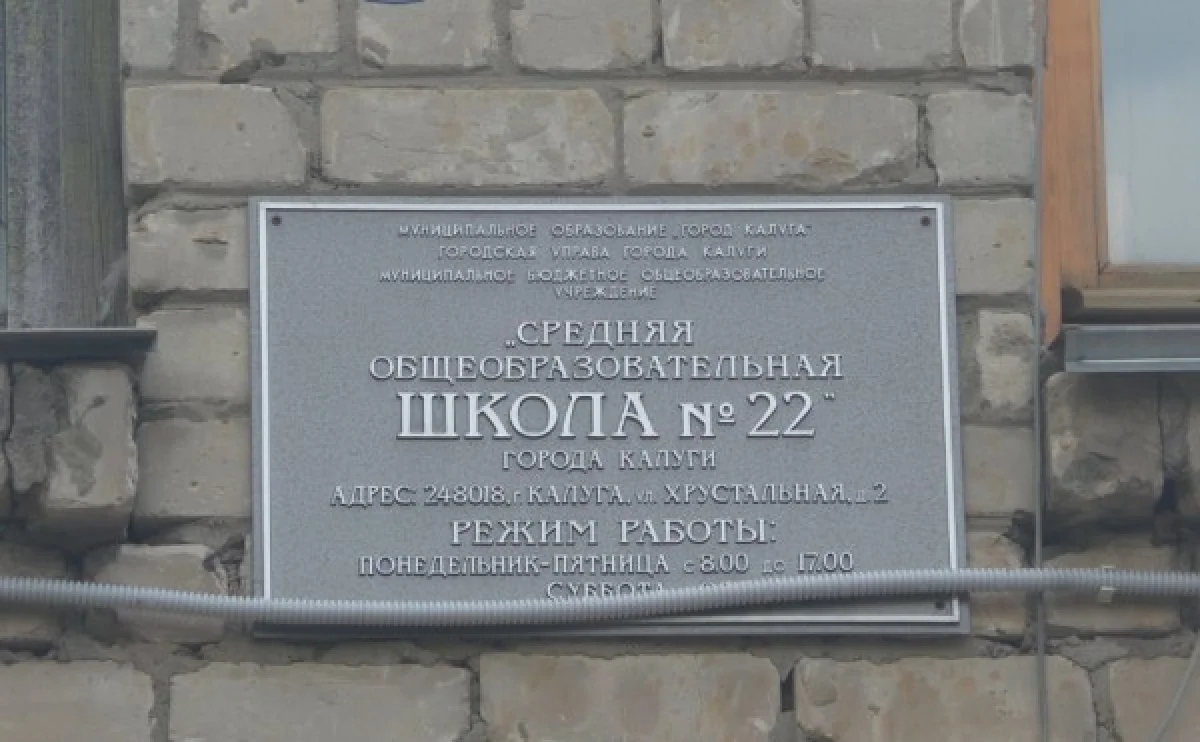 МУНИЦИПАЛЬНОЕ ОБРАЗОВАНИЕ „ГОРОД КАЛУГА"
ГОРОДСКАЯ УПРАВА ГОРОДА КАЛУГИ
МУНИЦИПАЛЬНОЕ БЮДЖЕТНОЕ ОБЩЕОБРАЗОВАТЕЛЬНОЕ
УЧРЕЖДЕНИЕ
„СРЕДНЯЯ
ОБЩЕОБРАЗОВАТЕЛЬНАЯ
ШКОЛА №22"
ГОРОДА КАЛУГИ
АДРЕС: 248018, г. КАЛУГА, ул. ХРУСТАЛЬНАЯ, д. 2
РЕЖИМ РАБОТЫ:
ПОНЕДЕЛЬНИК-ПЯТНИЦА с 8.00 до 17.00
СУББОТА